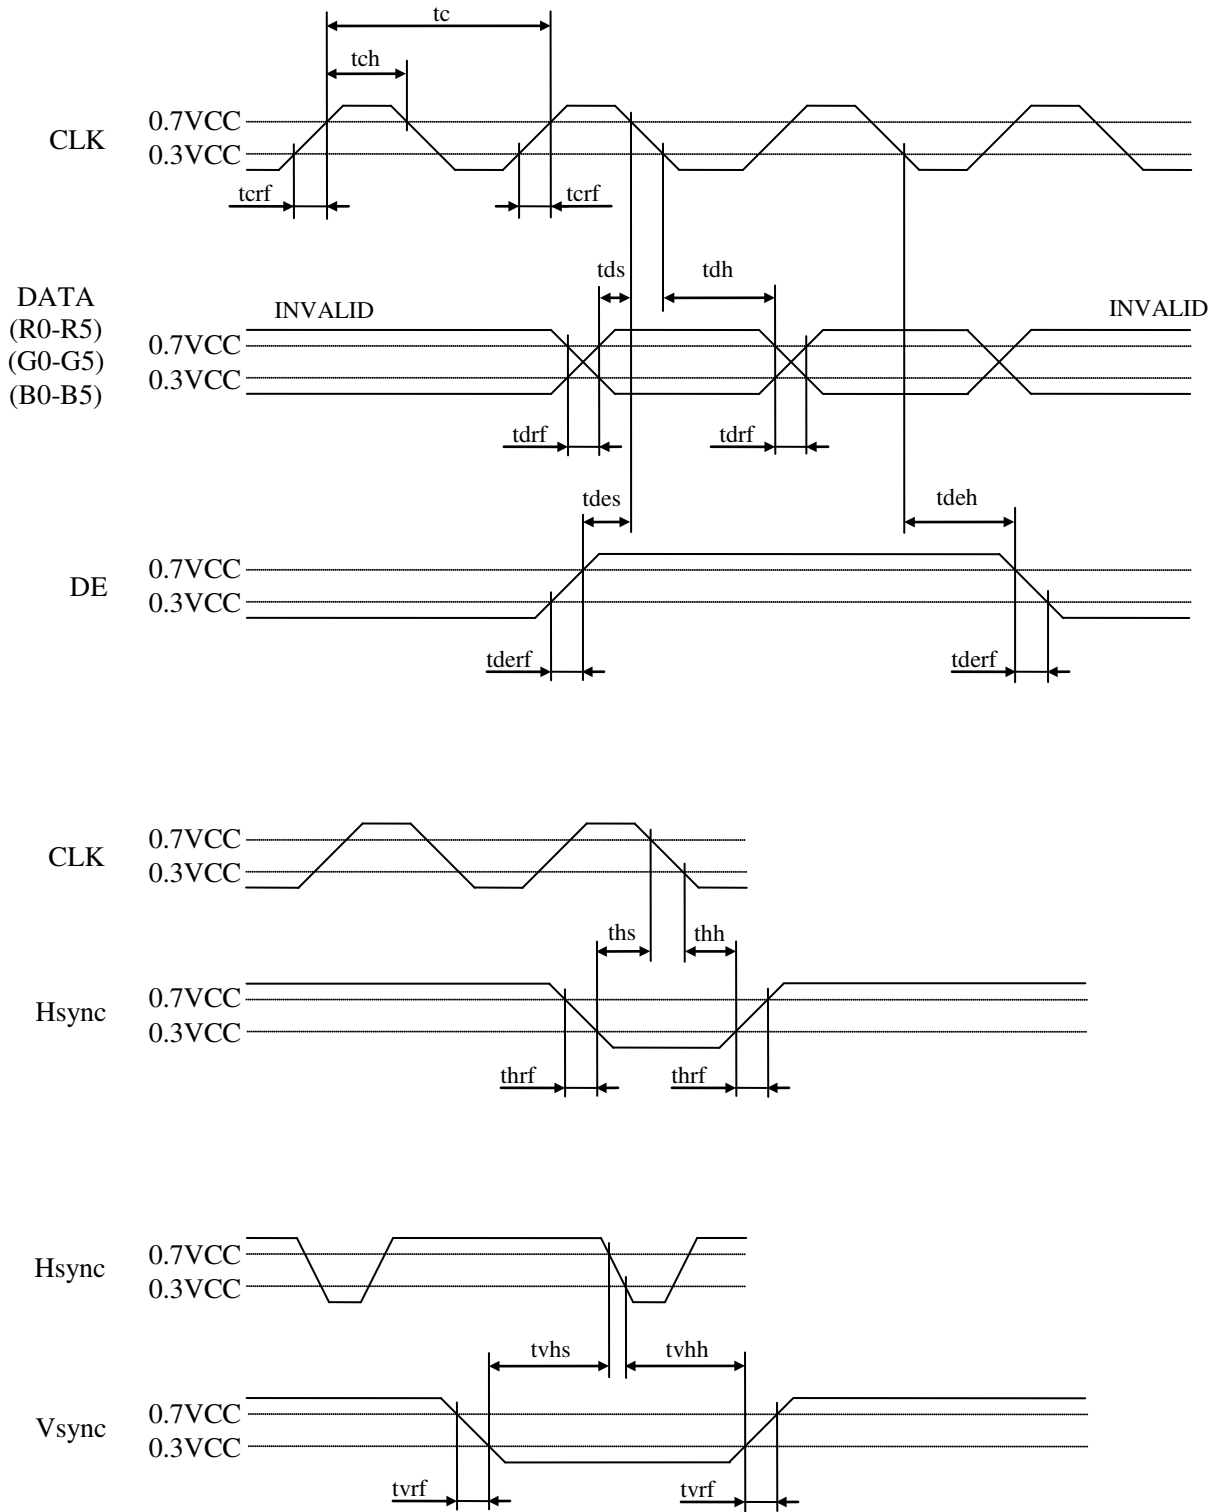 tc
tch
CLK
0.7VCC
0.3VCC
tcrf
tcrf
tds
tdh
DATA
(R0-R5)
(G0-G5)
(B0-B5)
INVALID
INVALID
0.7VCC
0.3VCC
tdrf
tdrf
tdes
tdeh
DE
0.7VCC
0.3VCC
tderf
tderf
CLK
0.7VCC
0.3VCC
ths
thh
Hsync
0.7VCC
0.3VCC
thrf
thrf
Hsync
0.7VCC
0.3VCC
tvhs
tvhh
Vsync
0.7VCC
0.3VCC
tvrf
tvrf